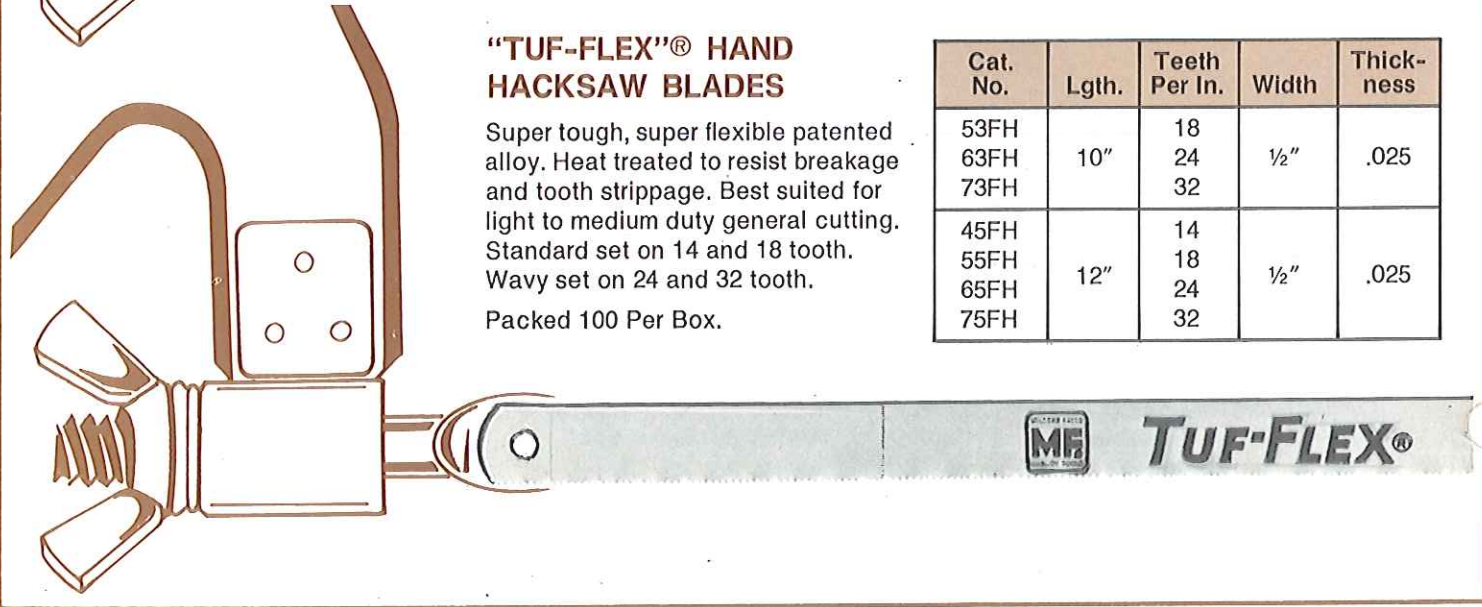 “TUF-FLEX”® HAND
HACKSAW BLADES
Super tough, super flexible patented
alloy. Heat treated to resist breakage
and tooth strippage. Best suited for
light to medium duty general cutting.
Standard set on 14 and 18 tooth.
Wavy set on 24 and 32 tooth.
Packed 100 Per Box.
Cat. No. Lgth. Teeth Per In. Width Thick-ness
53FH 18
63FH 10″ 24 ½″ .025
73FH 32
45FH 14
55FH 18
12″ ½″ .025
65FH 24
75FH 32
MF
TUF-FLEX®